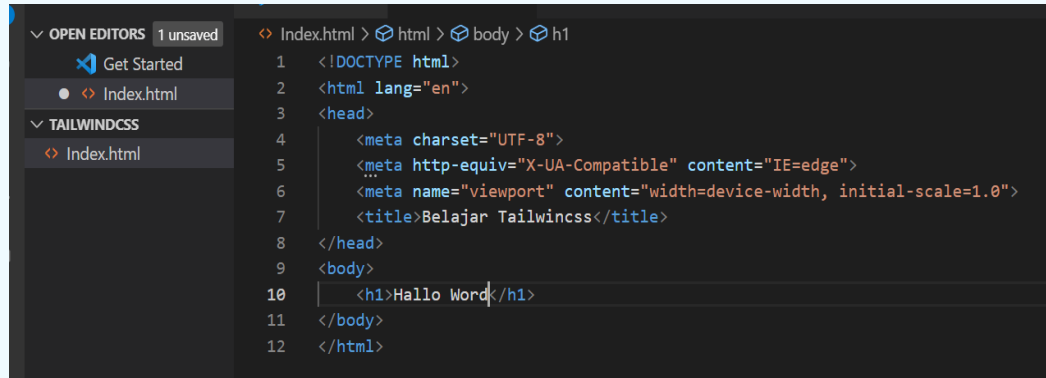 OPEN EDITORS 1 unsaved
Get Started
Index.html
TAILWINDCSS
Index.html
Index.html > html > body > h1
1 <!DOCTYPE html>
2 <html lang="en">
3 <head>
4 <meta charset="UTF-8">
5 <meta http-equiv="X-UA-Compatible" content="IE=edge">
6 <meta name="viewport" content="width=device-width, initial-scale=1.0">
7 <title>Belajar Tailwincss</title>
8 </head>
9 <body>
10 <h1>Hallo Word</h1>
11 </body>
12 </html>